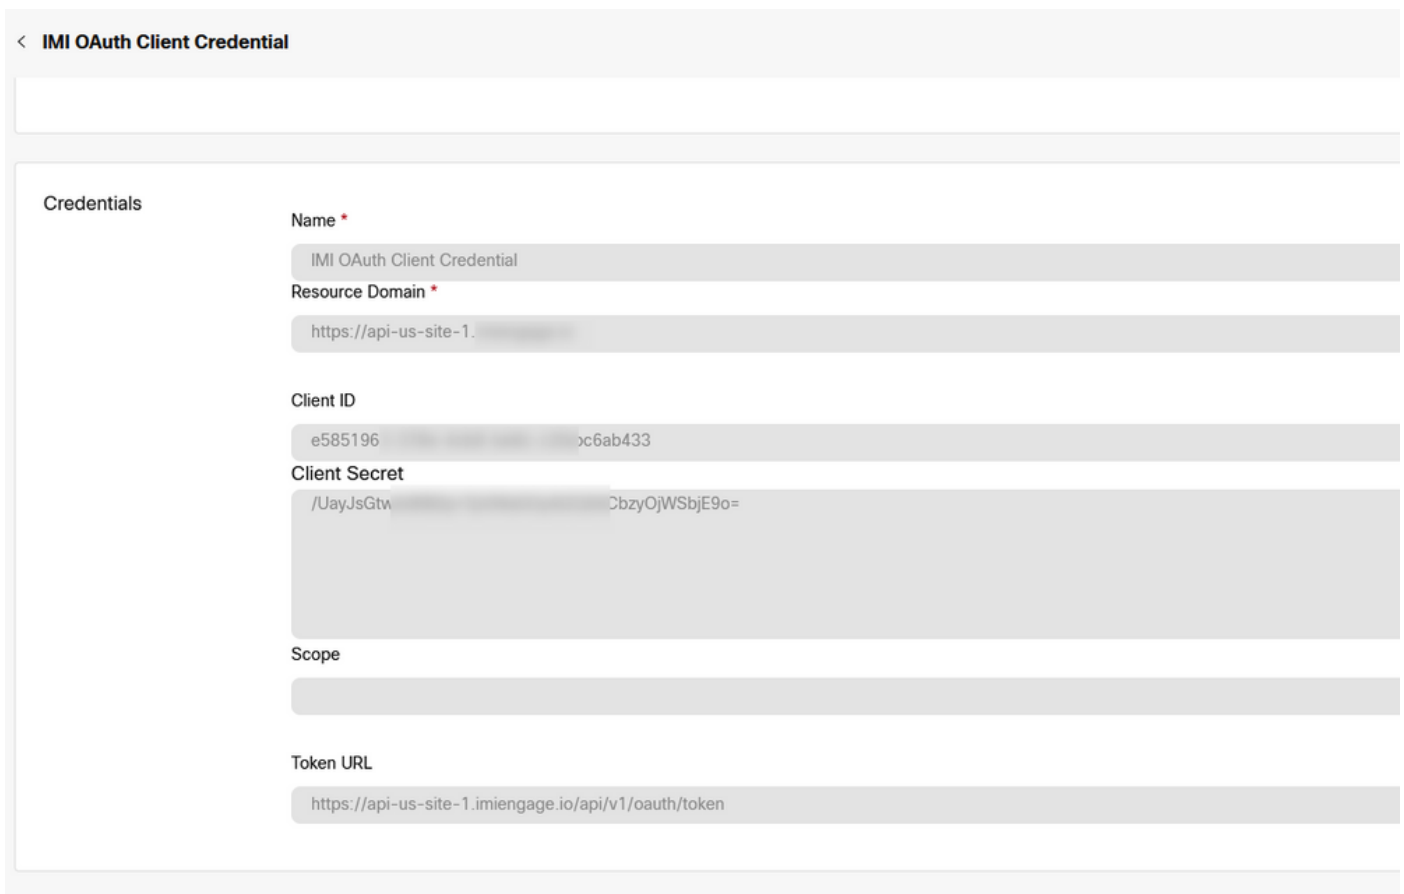 IMI OAuth Client Credential
Credentials
Name *
IMI OAuth Client Credential
Resource Domain *
https://api-us-site-1.
Client ID
e585196 bc6ab433
Client Secret
/UayJsGtw CbzyOjWSbjE9o=
Scope
Token URL
https://api-us-site-1.imiengage.io/api/v1/oauth/token